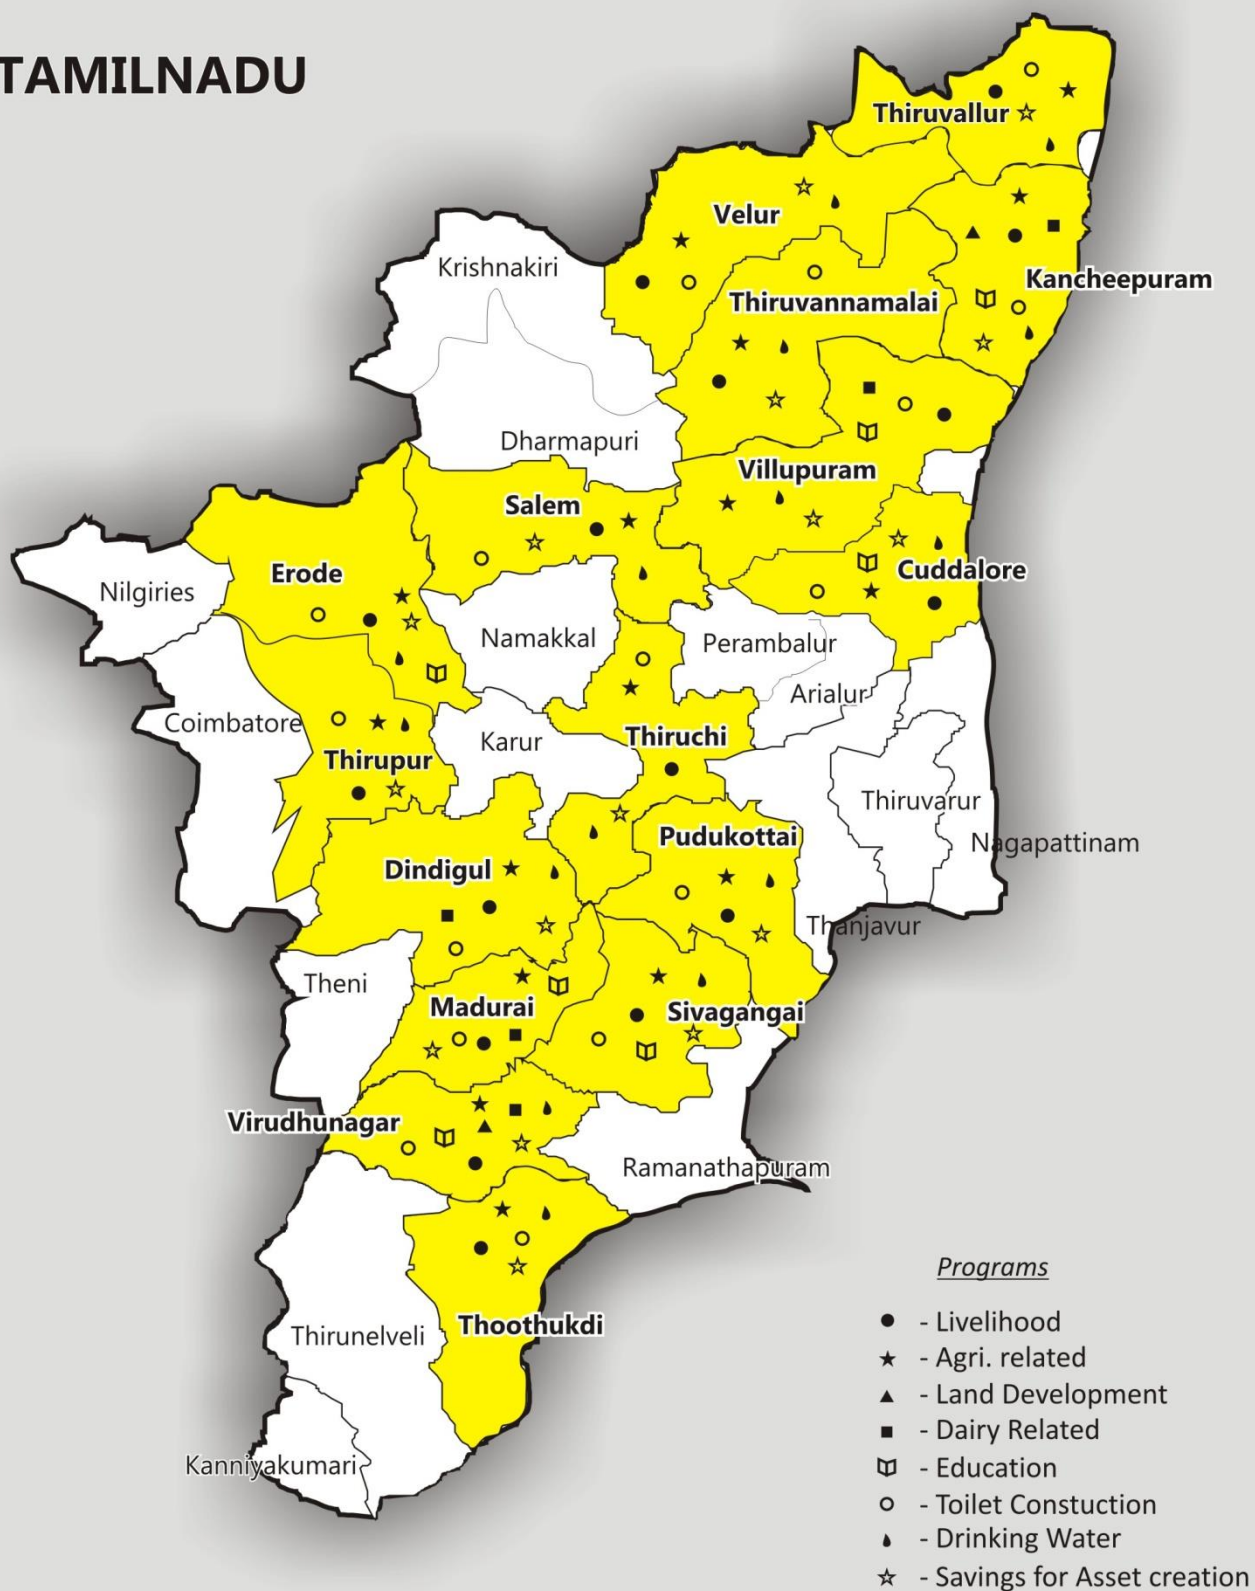 TAMILNADU
Thiruvallur
Velur
Krishnakiri
Kancheepuram
Thiruvannamalai
Dharmapuri
Villupuram
Salem
Erode
Cuddalore
Nilgiries
Namakkal
Perambalur
Arialur
Coimbatore
Karur
Thiruchi
Thirupur
Thiruvarur
Pudukottai
Nagapattinam
Dindigul
Thanjavur
Theni
Madurai
Sivagangai
Virudhunagar
Ramanathapuram
Thoothukdi
Thirunelveli
Kanniyakumari
Programs
- Livelihood
- Agri. related
- Land Development
- Dairy Related
- Education
- Toilet Constuction
- Drinking Water
- Savings for Asset creation